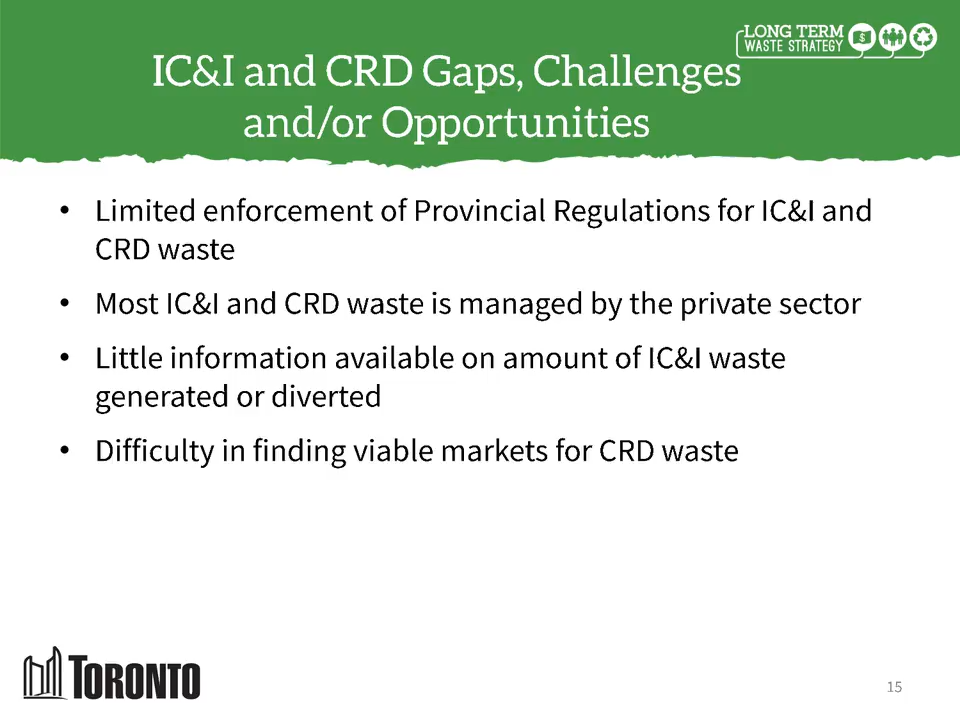 LONG TERM
WASTE STRATEGY
$
IC&I and CRD Gaps, Challenges
and/or Opportunities
• Limited enforcement of Provincial Regulations for IC&I and
CRD waste
• Most IC&I and CRD waste is managed by the private sector
• Little information available on amount of IC&I waste
generated or diverted
• Difficulty in finding viable markets for CRD waste
TORONTO
15